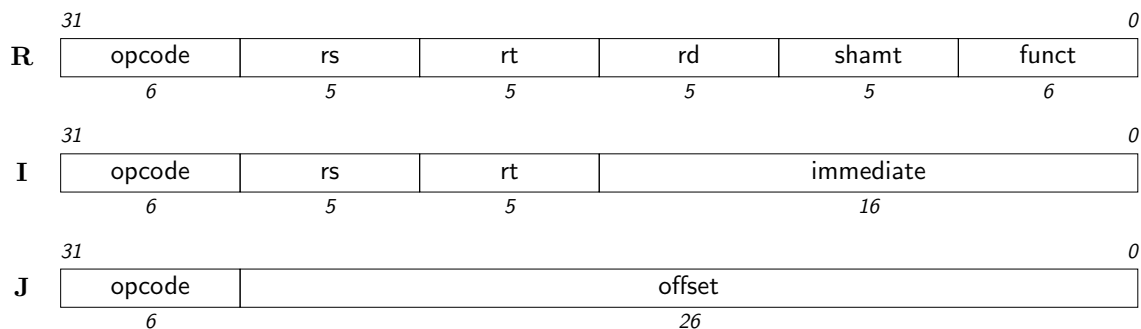 31 0
R opcode rs rt rd shamt funct
6 5 5 5 5 6
31 0
I opcode rs rt immediate
6 5 5 16
31 0
J opcode offset
6 26